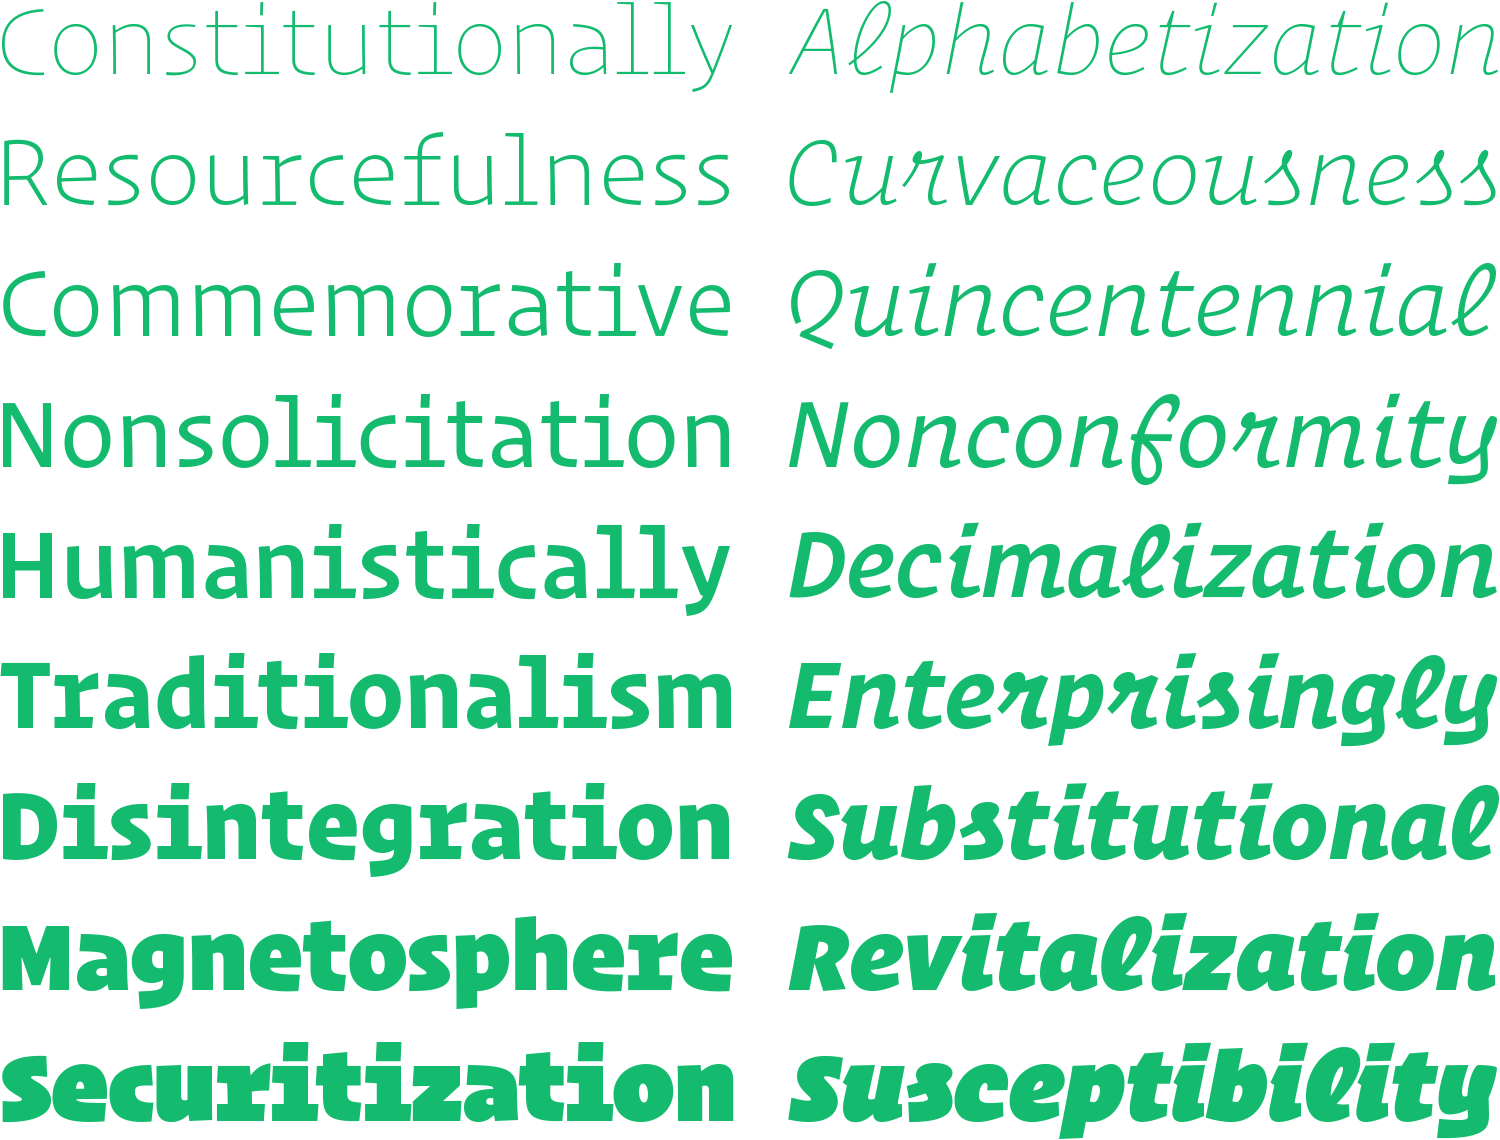 Constitutionally Alphabetization
Resourcefulness Curvaceousness
Commemorative Quincentennial
Nonsolicitation Nonconformity
Humanistically Decimalization
Traditionalism Enterprisingly
Disintegration Substitutional
Magnetosphere Revitalization
Securitization Susceptibility